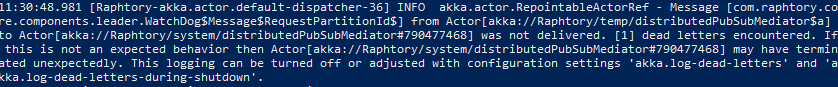 11:30:48.981 [Raphtory-akka.actor.default-dispatcher-36] INFO  akka.actor.RepointableActorRef - Message [com.raphtory.co
re.components.leader.WatchDog$Message$RequestPartitionId$] from Actor[akka://Raphtory/temp/distributedPubSubMediator$a]
to Actor[akka://Raphtory/system/distributedPubSubMediator#790477468] was not delivered. [1] dead letters encountered. If
this is not an expected behavior then Actor[akka://Raphtory/system/distributedPubSubMediator#790477468] may have termin
ated unexpectedly. This logging can be turned off or adjusted with configuration settings 'akka.log-dead-letters' and 'a
kka.log-dead-letters-during-shutdown'.